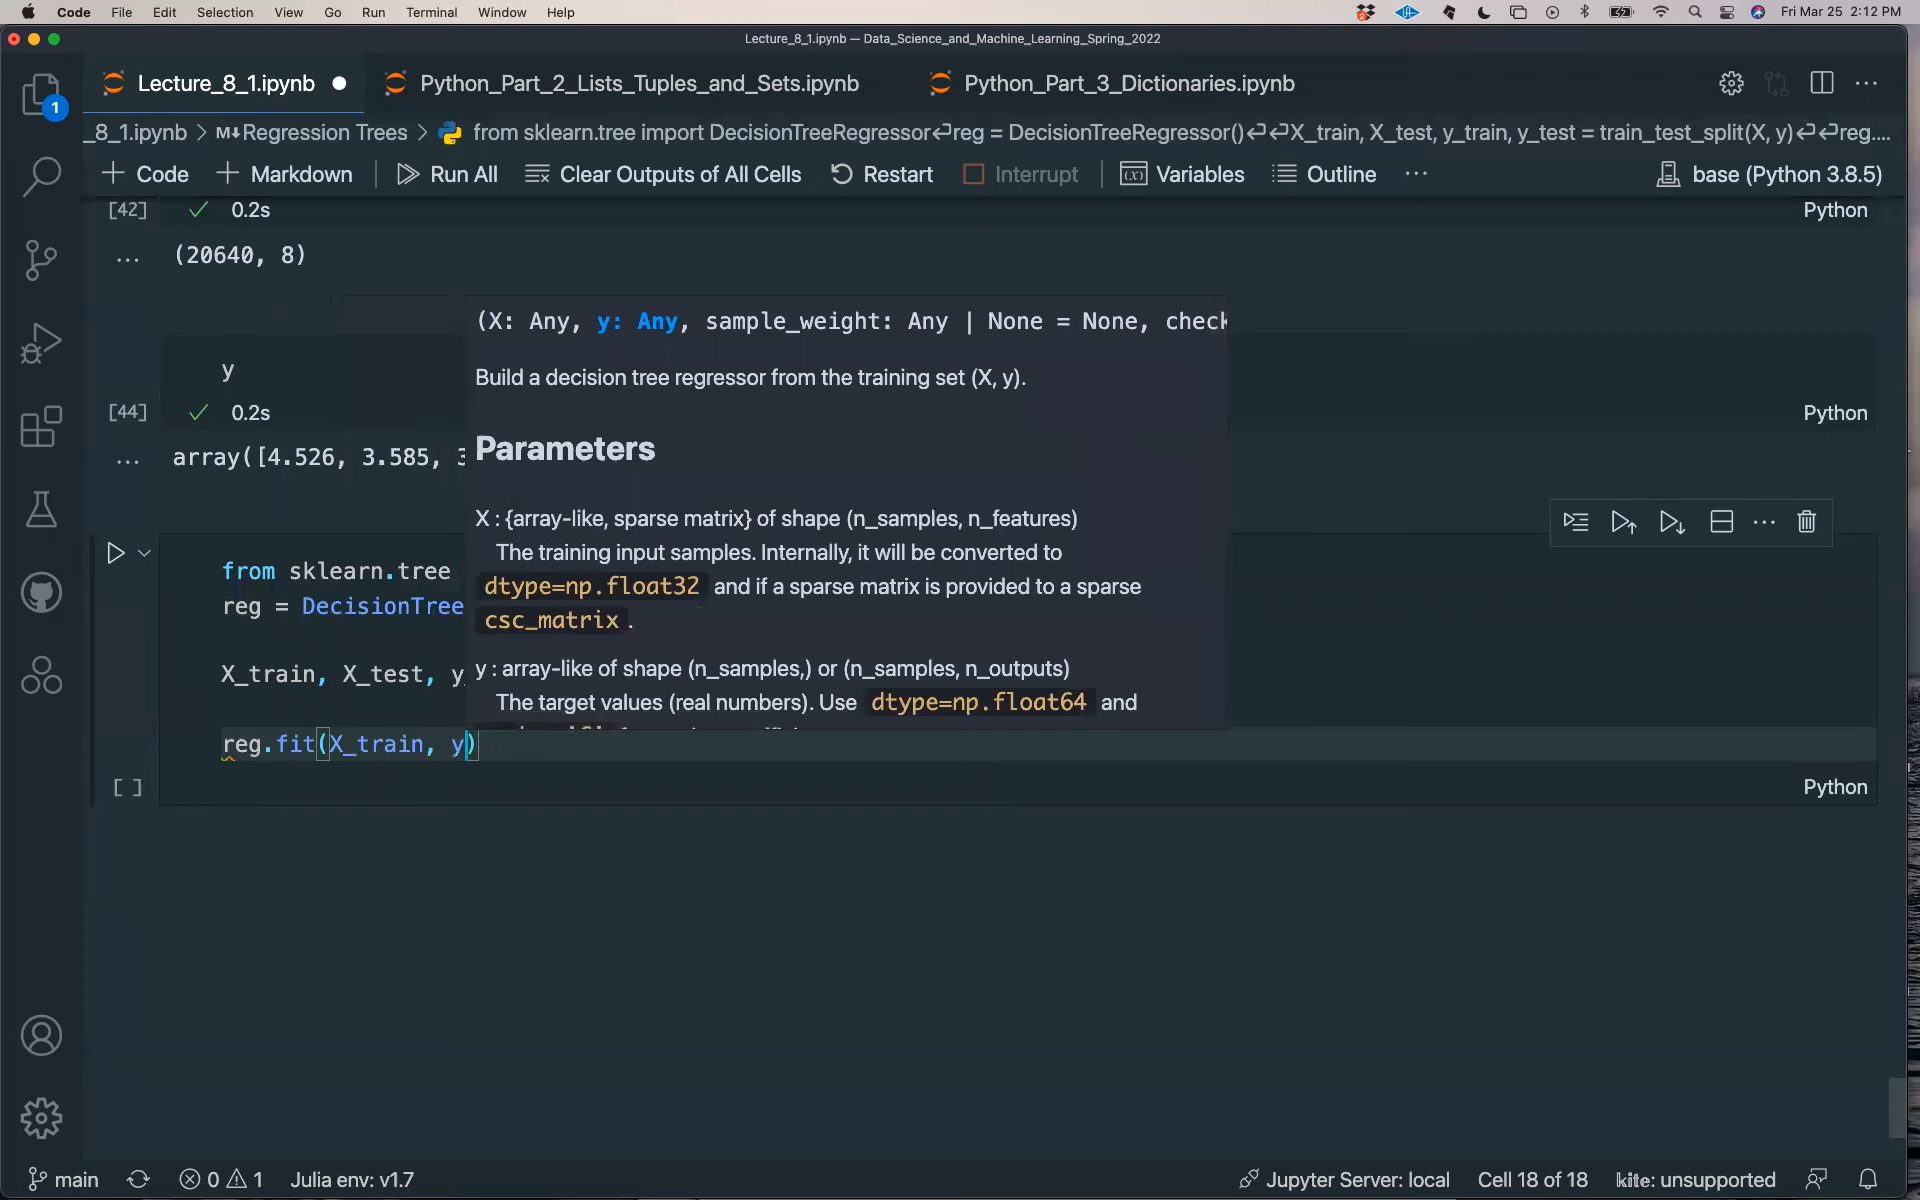 Code File Edit Selection View Go Run Terminal Window Help Fri Mar 25 2:12 PM
Lecture_8_1.ipynb — Data_Science_and_Machine_Learning_Spring_2022
Lecture_8_1.ipynb Python_Part_2_Lists_Tuples_and_Sets.ipynb Python_Part_3_Dictionaries.ipynb
1
_8_1.ipynb > M↓Regression Trees > from sklearn.tree import DecisionTreeRegressor↵reg = DecisionTreeRegressor()↵↵X_train, X_test, y_train, y_test = train_test_split(X, y)↵↵reg....
+ Code + Markdown Run All Clear Outputs of All Cells Restart Interrupt Variables Outline ... base (Python 3.8.5)
[42] ✓ 0.2s Python
... (20640, 8)
(X: Any, y: Any, sample_weight: Any | None = None, check
y
Build a decision tree regressor from the training set (X, y).
[44] ✓ 0.2s Python
... array([4.526, 3.585, 3
Parameters
X : {array-like, sparse matrix} of shape (n_samples, n_features)
The training input samples. Internally, it will be converted to
dtype=np.float32 and if a sparse matrix is provided to a sparse
csc_matrix .
y : array-like of shape (n_samples,) or (n_samples, n_outputs)
The target values (real numbers). Use dtype=np.float64 and
from sklearn.tree
reg = DecisionTree
X_train, X_test, y_
reg.fit(X_train, y)
[ ] Python
main 0 1 Julia env: v1.7 Jupyter Server: local Cell 18 of 18 kite: unsupported